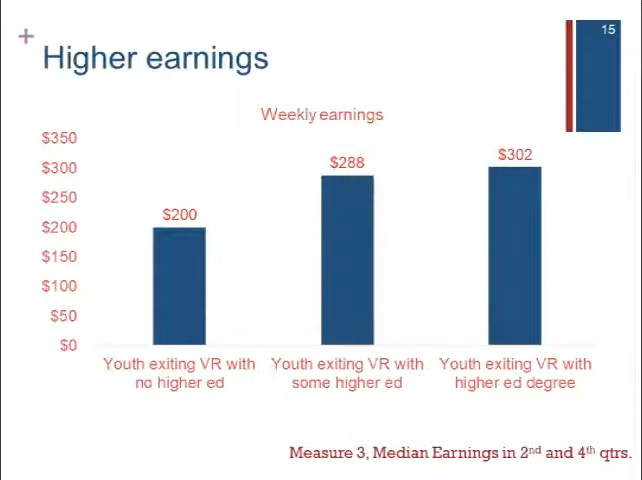 +
15
Higher earnings
Weekly earnings
$350
$300
$250
$200
$150
$100
$50
$0
$200
$288
$302
Youth exiting VR with
no higher ed
Youth exiting VR with
some higher ed
Youth exiting VR with
higher ed degree
Measure 3, Median Earnings in 2nd and 4th qtrs.